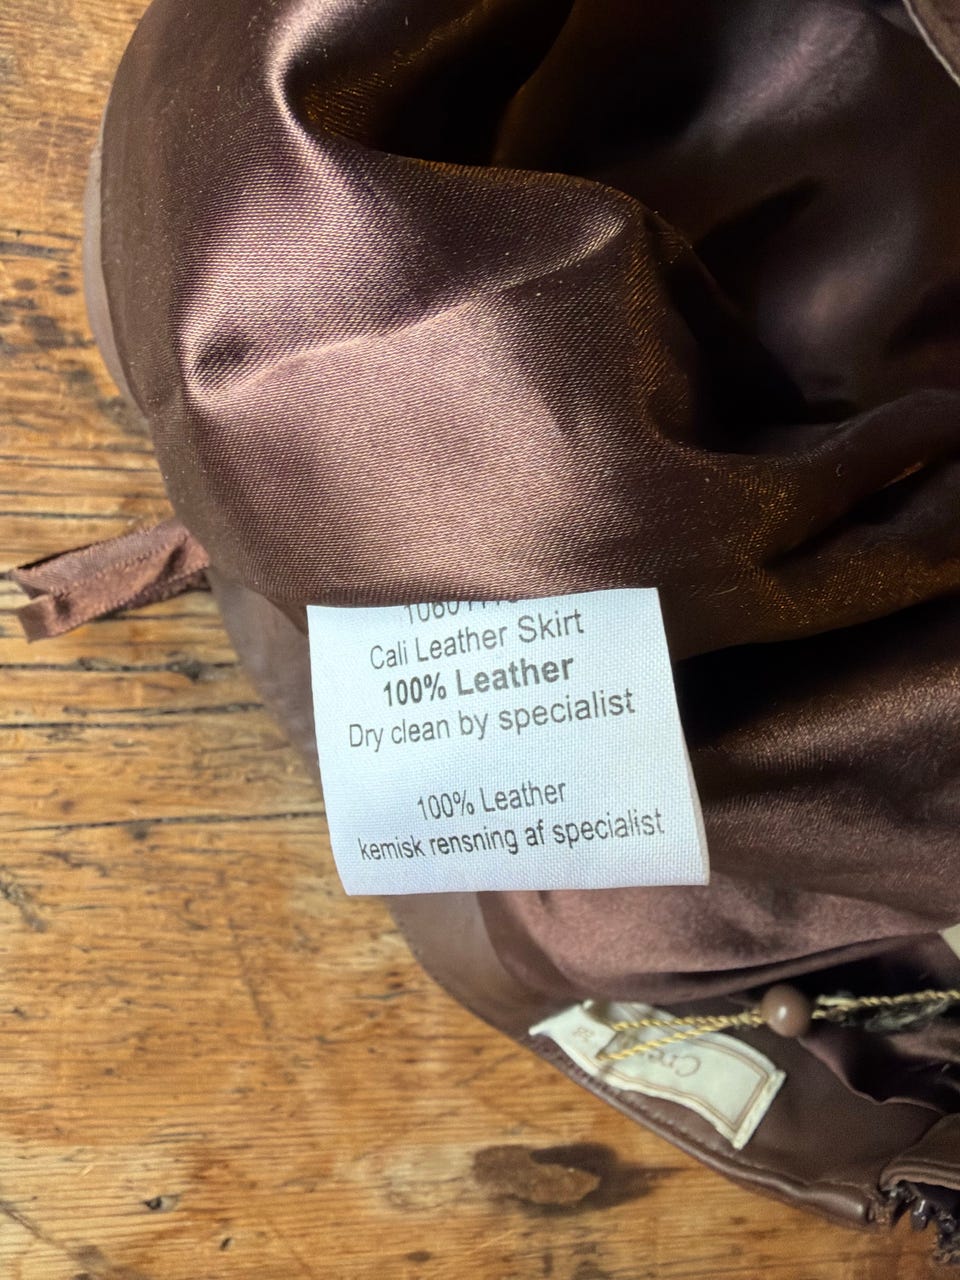 Cali Leather Skirt
100% Leather
Dry clean by specialist
100% Leather
kemisk rensning af specialist